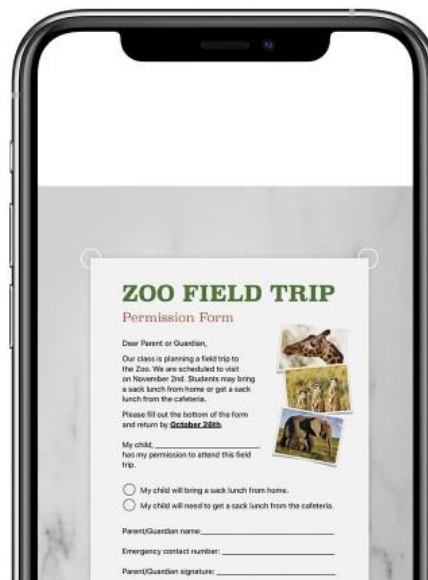 ZOO FIELD TRIP
Permission Form
Dear Parent or Guardian,
Our class is planning a field trip to
the Zoo. We are scheduled to visit
on November 2nd. Students may bring
a sack lunch from home or get a sack
lunch from the cafeteria.
Please fill out the bottom of the form
and return by October 26th.
My child, ____________________
has my permission to attend this field
trip.
My child will bring a sack lunch from home.
My child will need to get a sack lunch from the cafeteria.
Parent/Guardian name:____________________
Emergency contact number: ____________________
Parent/Guardian signature: ____________________